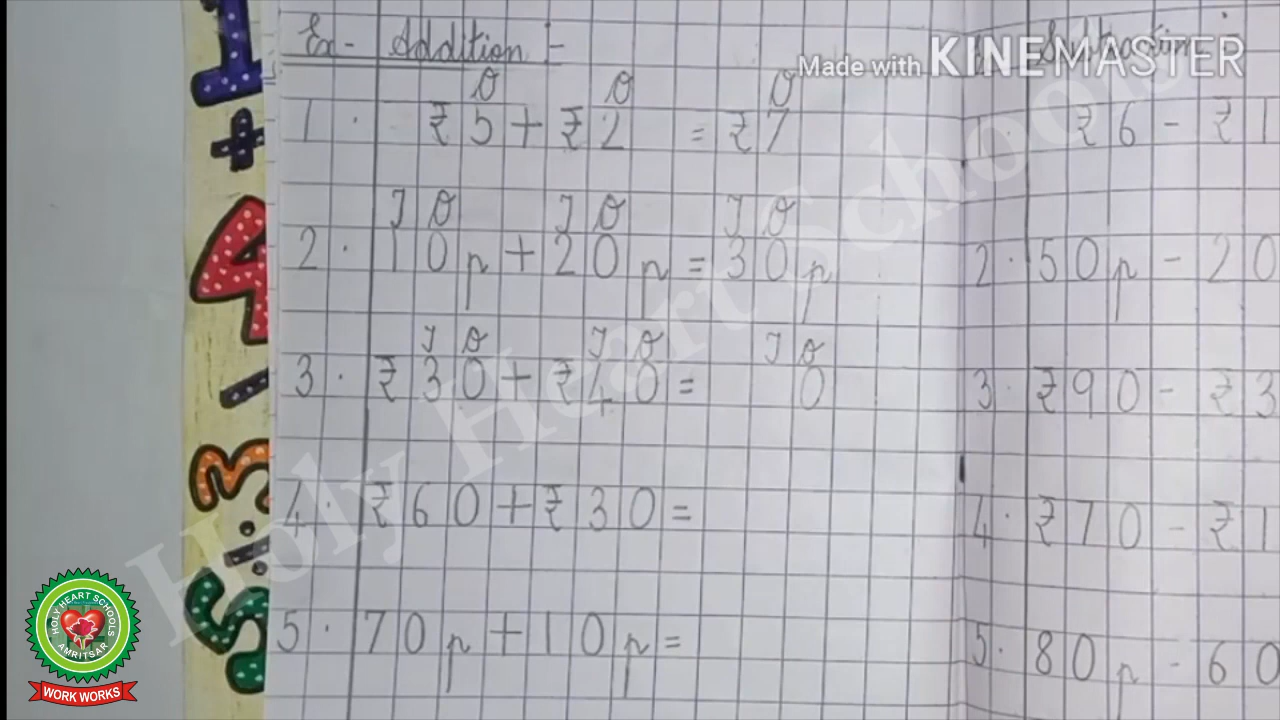 Made with KINEMASTER
Ex- Addition :-
O O O
1. ₹5 + ₹2 = ₹7
T O T O T O
2. 10p + 20p = 30p
T O T O T O
3. ₹30 + ₹40 = 0
4. ₹60 + ₹30 =
5. 70p + 10p =
Subtraction :-
1. ₹6 - ₹1
2. 50p - 20
3. ₹90 - ₹3
4. ₹70 - ₹1
5. 80p - 60
Holy Heart Schools
HOLY HEART SCHOOLS
AMRITSAR
WORK WORKS